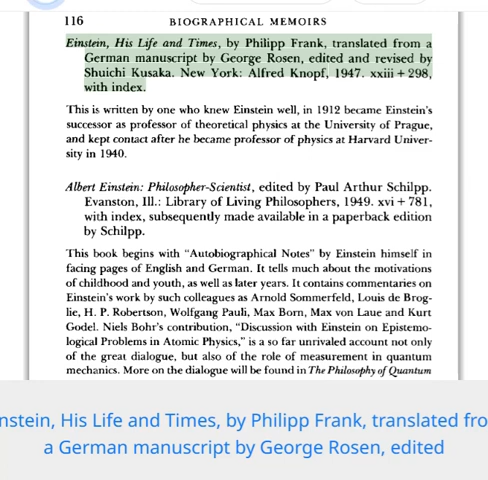 116 BIOGRAPHICAL MEMOIRS
Einstein, His Life and Times, by Philipp Frank, translated from a
German manuscript by George Rosen, edited and revised by
Shuichi Kusaka. New York: Alfred Knopf, 1947. xxiii + 298,
with index.
This is written by one who knew Einstein well, in 1912 became Einstein's
successor as professor of theoretical physics at the University of Prague,
and kept contact after he became professor of physics at Harvard Univer-
sity in 1940.
Albert Einstein: Philosopher-Scientist, edited by Paul Arthur Schilpp.
Evanston, Ill.: Library of Living Philosophers, 1949. xvi + 781,
with index, subsequently made available in a paperback edition
by Schilpp.
This book begins with "Autobiographical Notes" by Einstein himself in
facing pages of English and German. It tells much about the motivations
of childhood and youth, as well as later years. It contains commentaries on
Einstein's work by such colleagues as Arnold Sommerfeld, Louis de Brog-
lie, H. P. Robertson, Wolfgang Pauli, Max Born, Max von Laue and Kurt
Godel. Niels Bohr's contribution, "Discussion with Einstein on Epistemo-
logical Problems in Atomic Physics," is a so far unrivaled account not only
of the great dialogue, but also of the role of measurement in quantum
mechanics. More on the dialogue will be found in The Philosophy of Quantum
nstein, His Life and Times, by Philipp Frank, translated fro
a German manuscript by George Rosen, edited